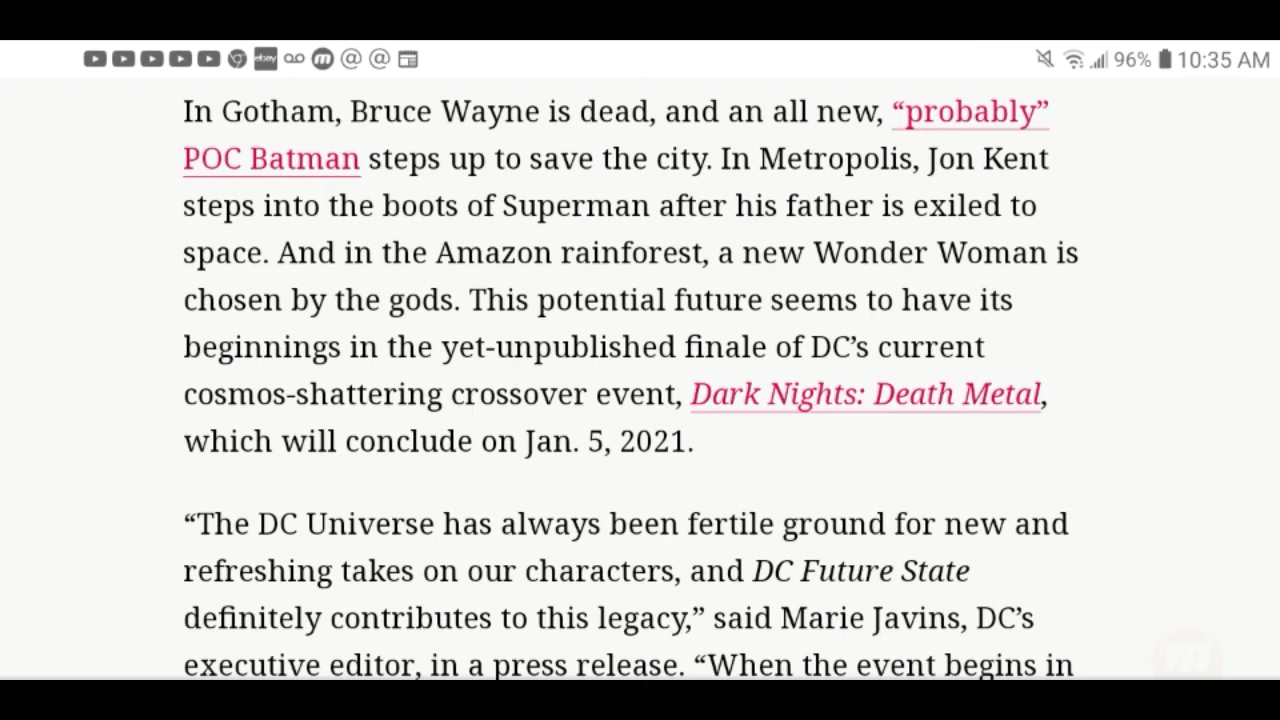 ebay m @ @ 96% 10:35 AM
In Gotham, Bruce Wayne is dead, and an all new, “probably”
POC Batman steps up to save the city. In Metropolis, Jon Kent
steps into the boots of Superman after his father is exiled to
space. And in the Amazon rainforest, a new Wonder Woman is
chosen by the gods. This potential future seems to have its
beginnings in the yet-unpublished finale of DC’s current
cosmos-shattering crossover event, Dark Nights: Death Metal,
which will conclude on Jan. 5, 2021.
“The DC Universe has always been fertile ground for new and
refreshing takes on our characters, and DC Future State
definitely contributes to this legacy,” said Marie Javins, DC’s
executive editor, in a press release. “When the event begins in
m